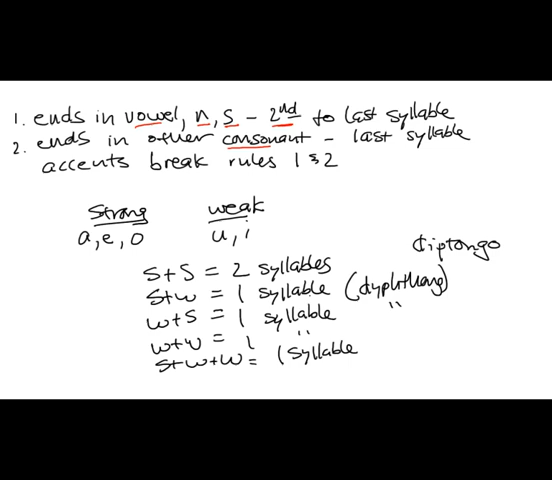 1. ends in vowel, n, s - 2nd to last syllable
2. ends in other consonant - last syllable
accents break rules 1 & 2
strong weak
a, e, o u, i
diptongo
s+s = 2 syllables
s+w = 1 syllable (dyphthong)
w+s = 1 syllable "
w+w = 1 "
s+w+w = 1 syllable